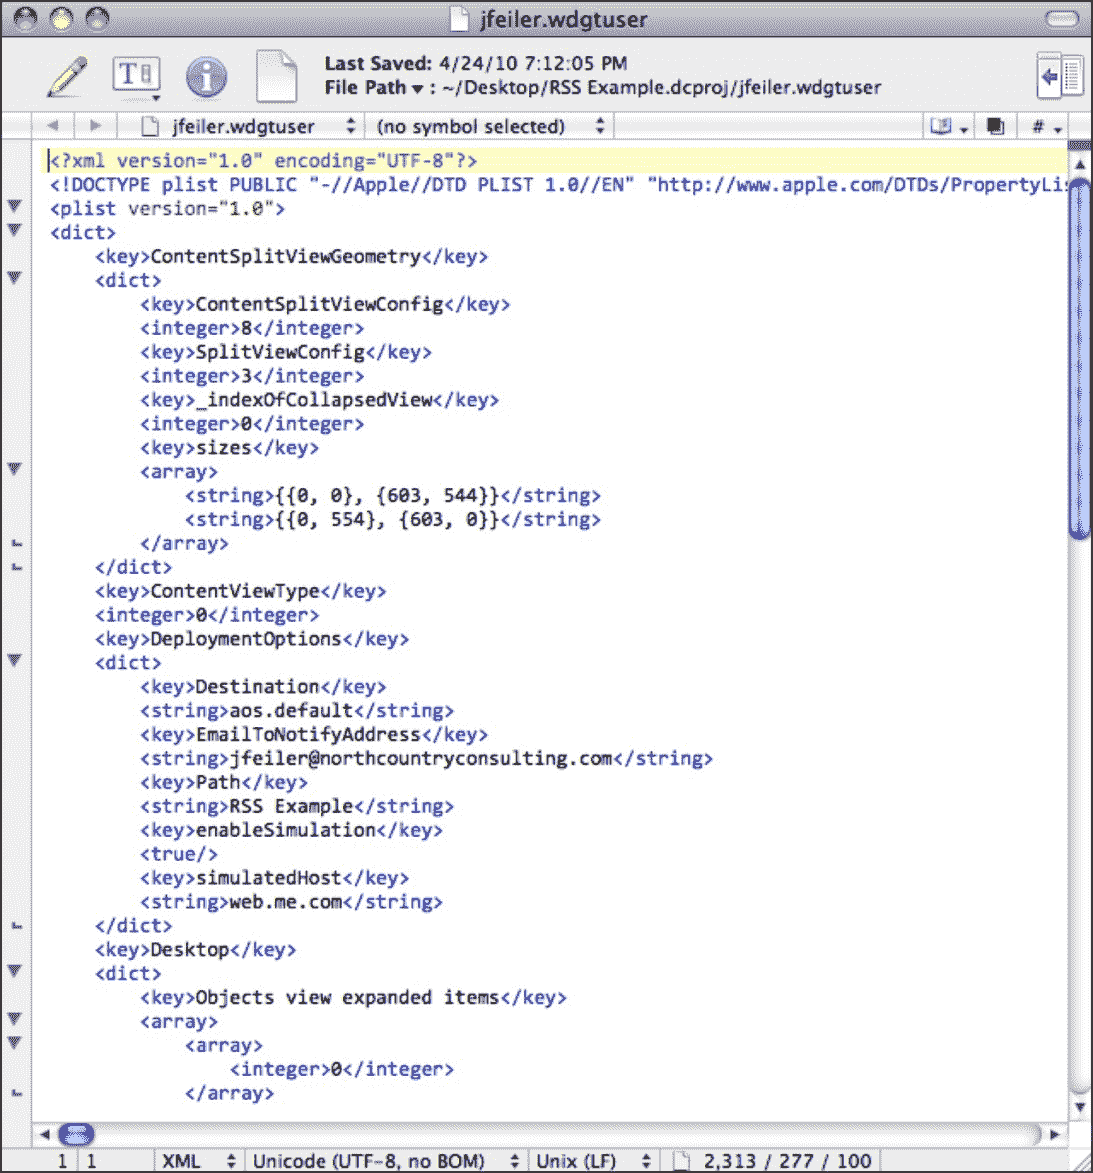 jfeiler.wdgtuser
Last Saved: 4/24/10 7:12:05 PM
File Path ▾ : ~/Desktop/RSS Example.dcproj/jfeiler.wdgtuser
jfeiler.wdgtuser (no symbol selected) #
<?xml version="1.0" encoding="UTF-8"?>
<!DOCTYPE plist PUBLIC "-//Apple//DTD PLIST 1.0//EN" "http://www.apple.com/DTDs/PropertyLis
<plist version="1.0">
<dict>
<key>ContentSplitViewGeometry</key>
<dict>
<key>ContentSplitViewConfig</key>
<integer>8</integer>
<key>SplitViewConfig</key>
<integer>3</integer>
<key>_indexOfCollapsedView</key>
<integer>0</integer>
<key>sizes</key>
<array>
<string>{{0, 0}, {603, 544}}</string>
<string>{{0, 554}, {603, 0}}</string>
</array>
</dict>
<key>ContentViewType</key>
<integer>0</integer>
<key>DeploymentOptions</key>
<dict>
<key>Destination</key>
<string>aos.default</string>
<key>EmailToNotifyAddress</key>
<string>jfeiler@northcountryconsulting.com</string>
<key>Path</key>
<string>RSS Example</string>
<key>enableSimulation</key>
<true/>
<key>simulatedHost</key>
<string>web.me.com</string>
</dict>
<key>Desktop</key>
<dict>
<key>Objects view expanded items</key>
<array>
<array>
<integer>0</integer>
</array>
1 1 XML Unicode (UTF-8, no BOM) Unix (LF) 2,313 / 277 / 100